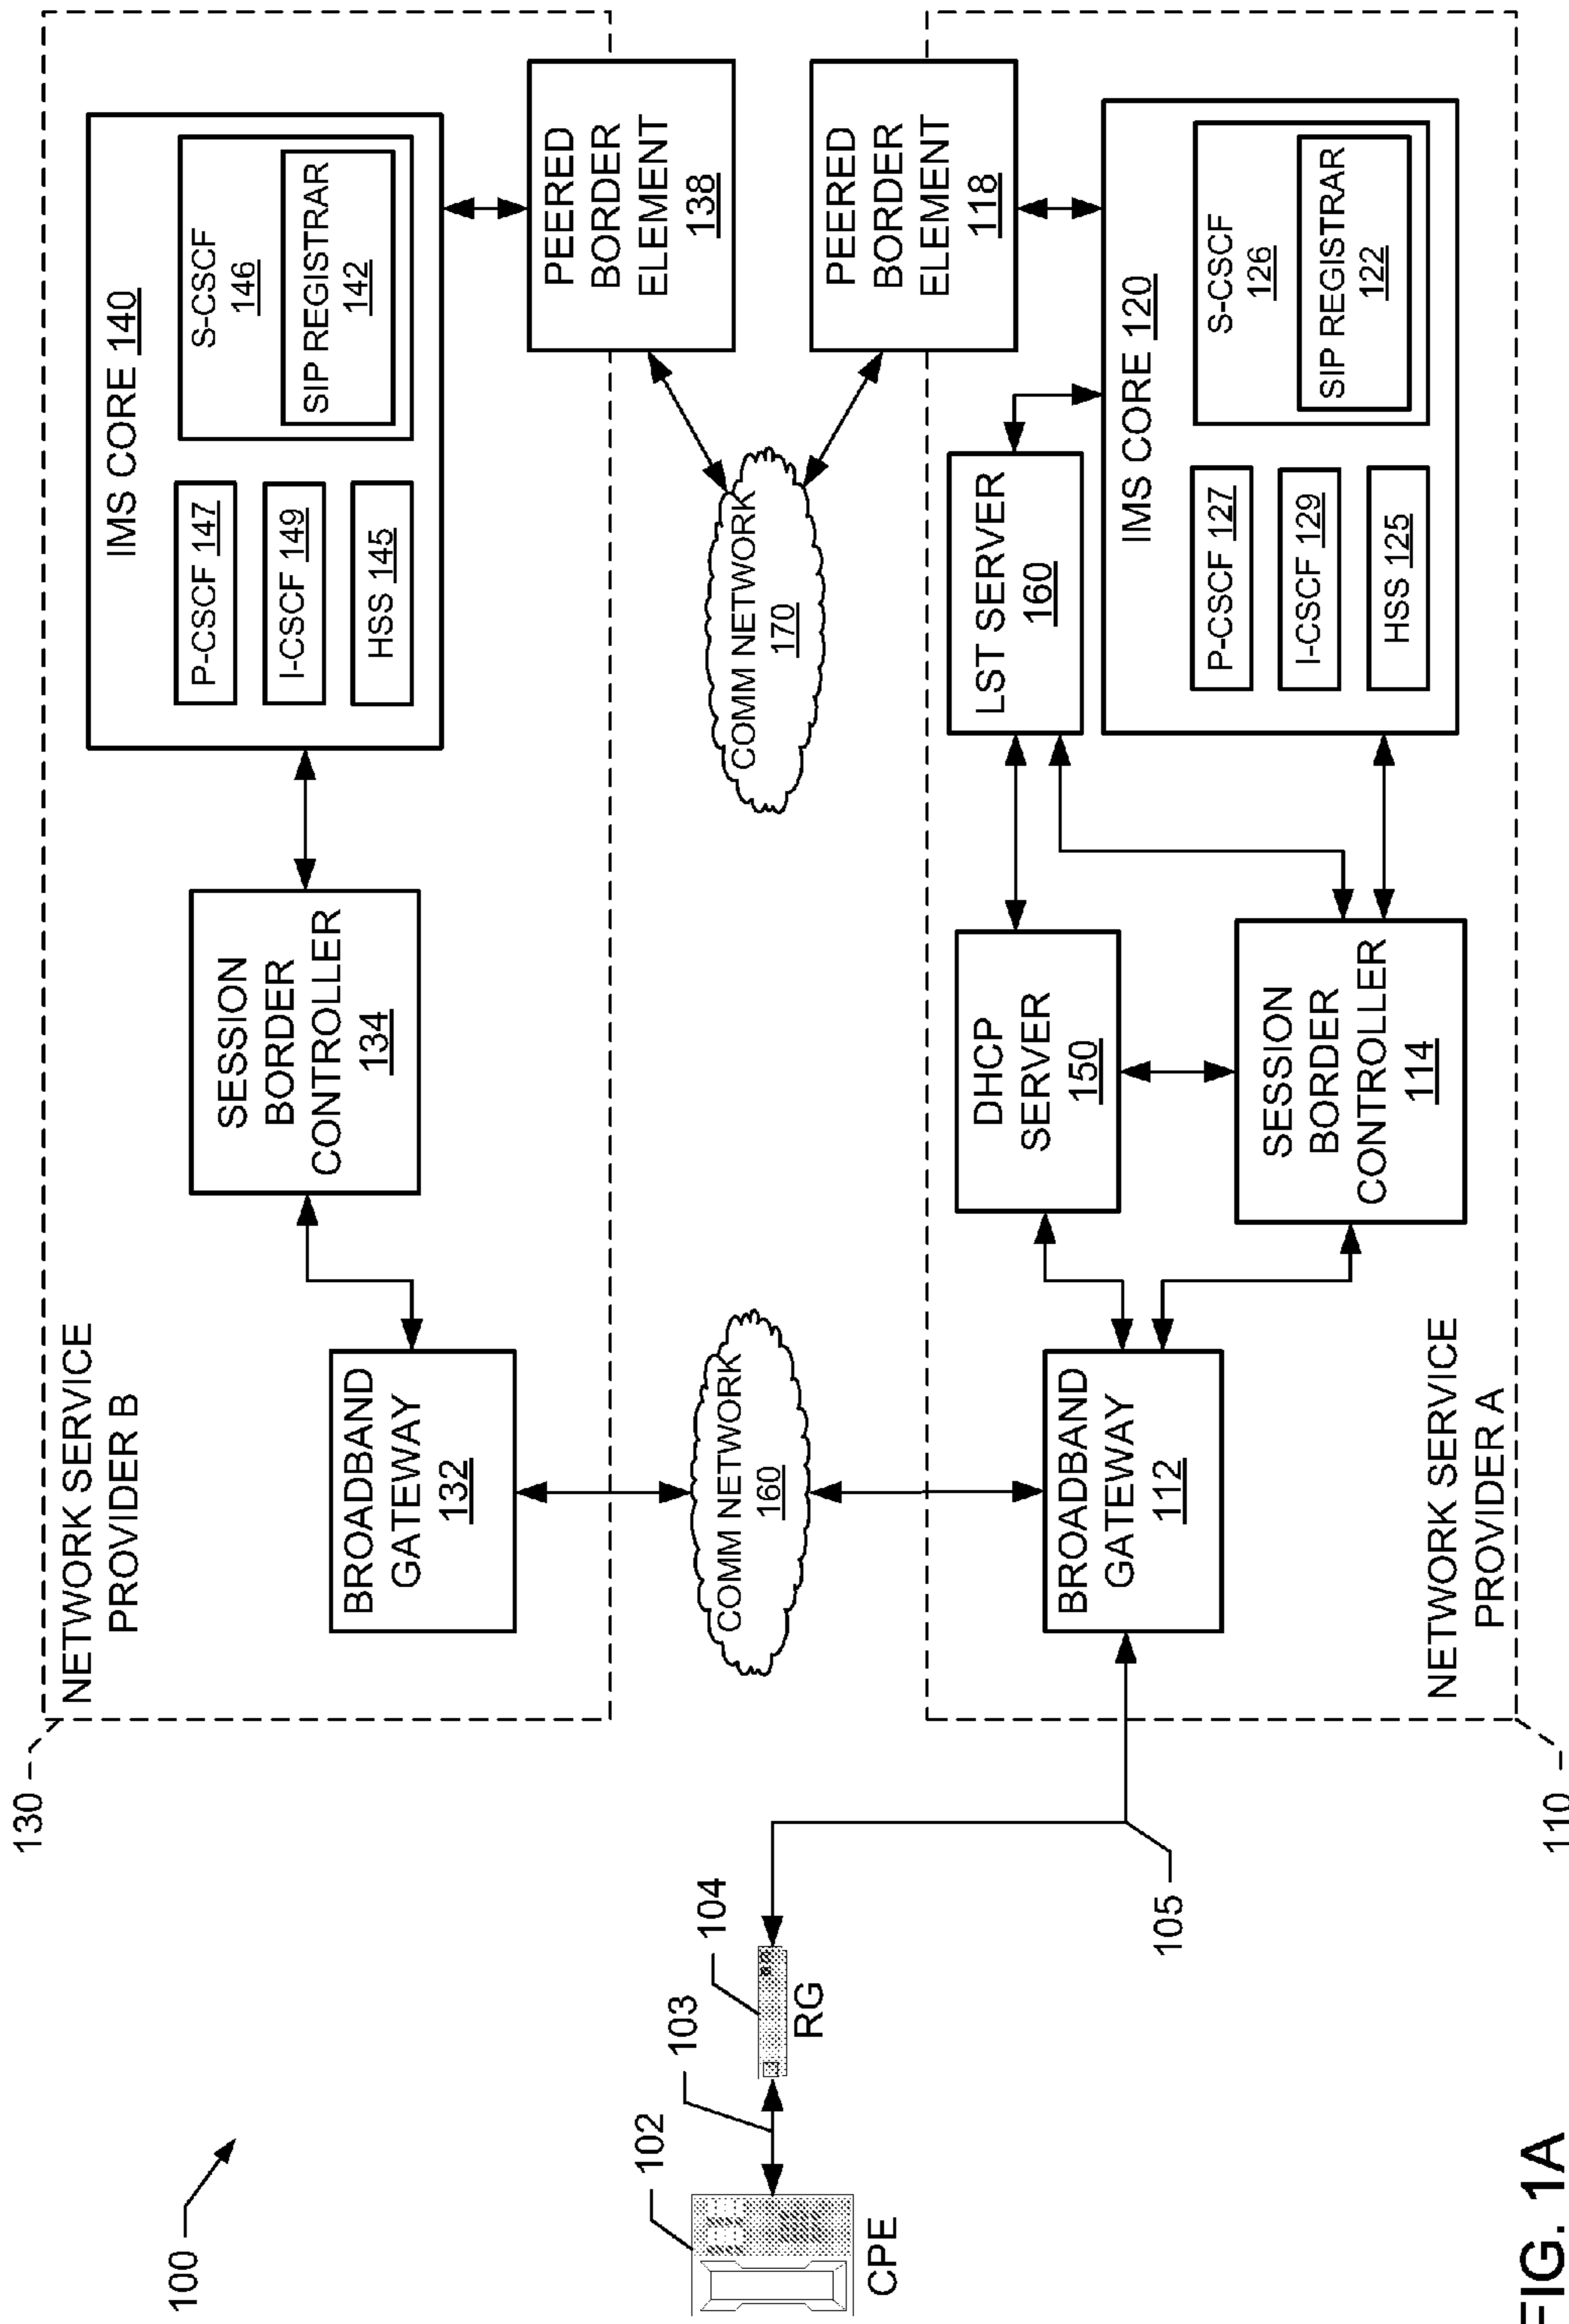 100
130
NETWORK SERVICE
PROVIDER B
BROADBAND
GATEWAY
132
SESSION
BORDER
CONTROLLER
134
IMS CORE 140
P-CSCF 147
I-CSCF 149
HSS 145
S-CSCF
146
SIP REGISTRAR
142
PEERED
BORDER
ELEMENT
138
102
CPE
103
104
RG
105
COMM NETWORK
160
COMM NETWORK
170
PEERED
BORDER
ELEMENT
118
BROADBAND
GATEWAY
112
DHCP
SERVER
150
LST SERVER
160
SESSION
BORDER
CONTROLLER
114
IMS CORE 120
P-CSCF 127
I-CSCF 129
HSS 125
S-CSCF
126
SIP REGISTRAR
122
NETWORK SERVICE
PROVIDER A
110
FIG. 1A